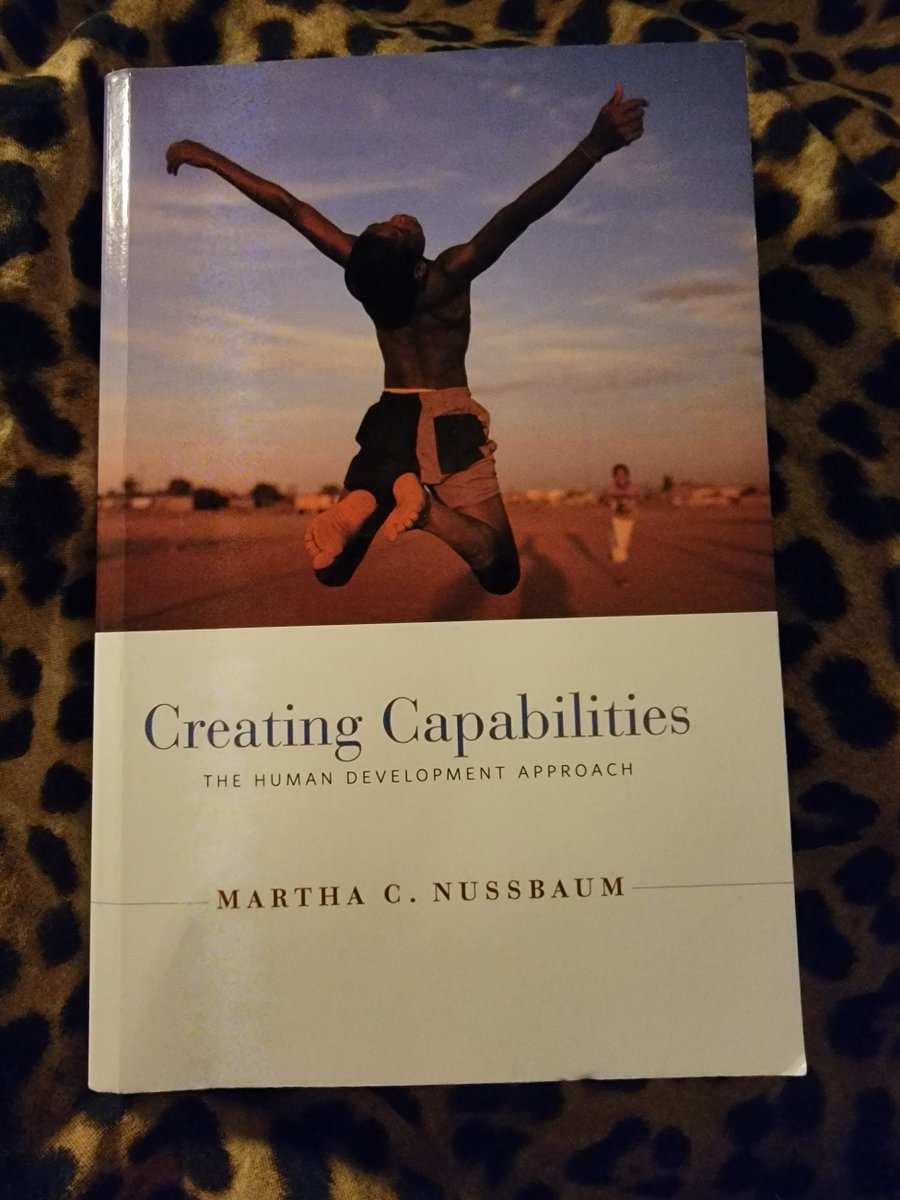 Creating Capabilities
THE HUMAN DEVELOPMENT APPROACH
MARTHA C. NUSSBAUM